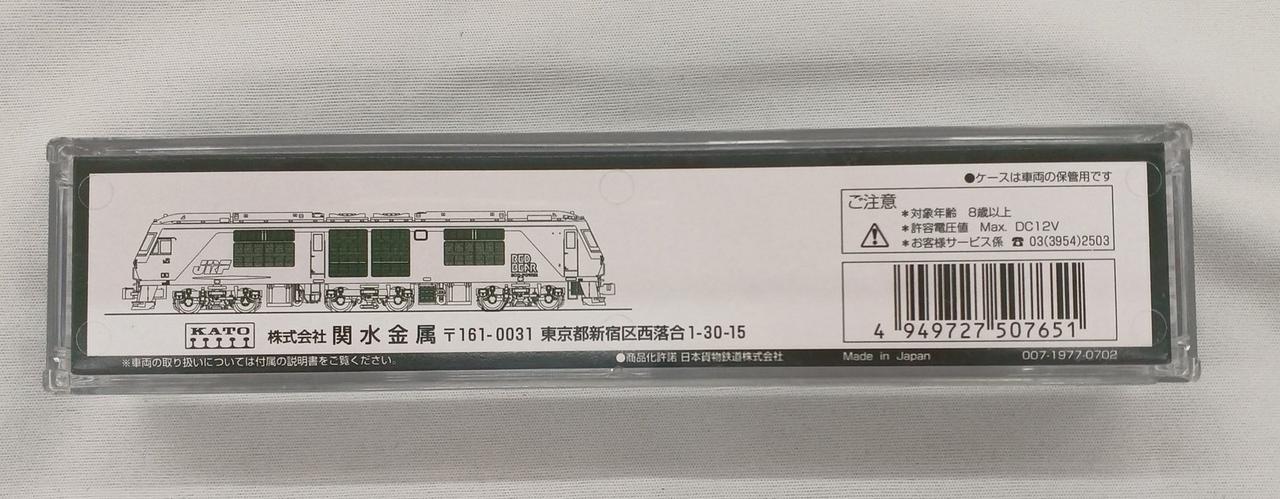 ●ケースは車両の保管用です
ご注意
＊対象年齢 8歳以上
＊許容電圧値 Max. DC12V
＊お客様サービス係 ☎ 03(3954)2503
JRF
RED
BEAR
KATO
株式会社 関水金属 〒161-0031 東京都新宿区西落合1-30-15
4 949727 507651
※車両の取り扱いについては付属の説明書をご覧ください。
●商品化許諾 日本貨物鉄道株式会社
Made in Japan
007-1977-0702